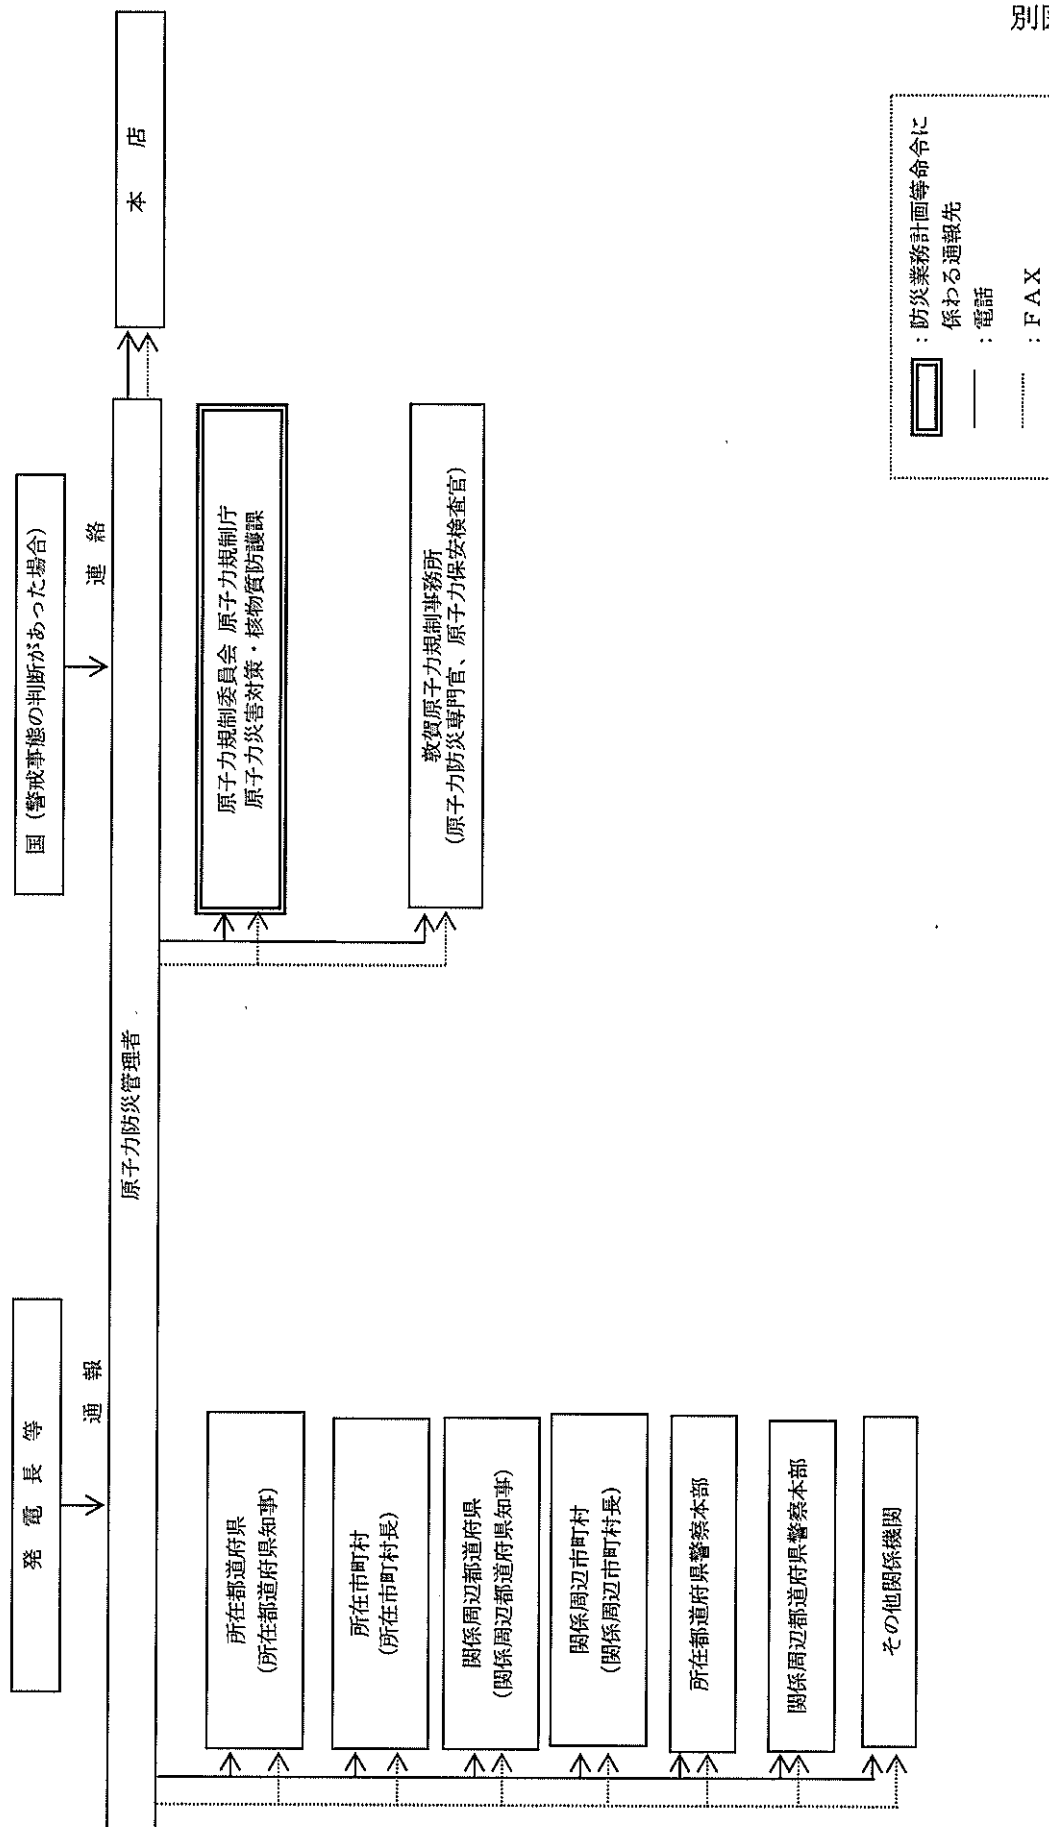 別図
発電長等
通報
国（警戒事態の判断があった場合）
連絡
原子力防災管理者
本店
所在都道府県
（所在都道府県知事）
所在市町村
（所在市町村長）
関係周辺都道府県
（関係周辺都道府県知事）
関係周辺市町村
（関係周辺市町村長）
所在都道府県警察本部
関係周辺都道府県警察本部
その他関係機関
原子力規制委員会 原子力規制庁
原子力災害対策・核物質防護課
敦賀原子力規制事務所
（原子力防災専門官、原子力保安検査官）
：防災業務計画等命令に
係わる通報先
：電話
：FAX